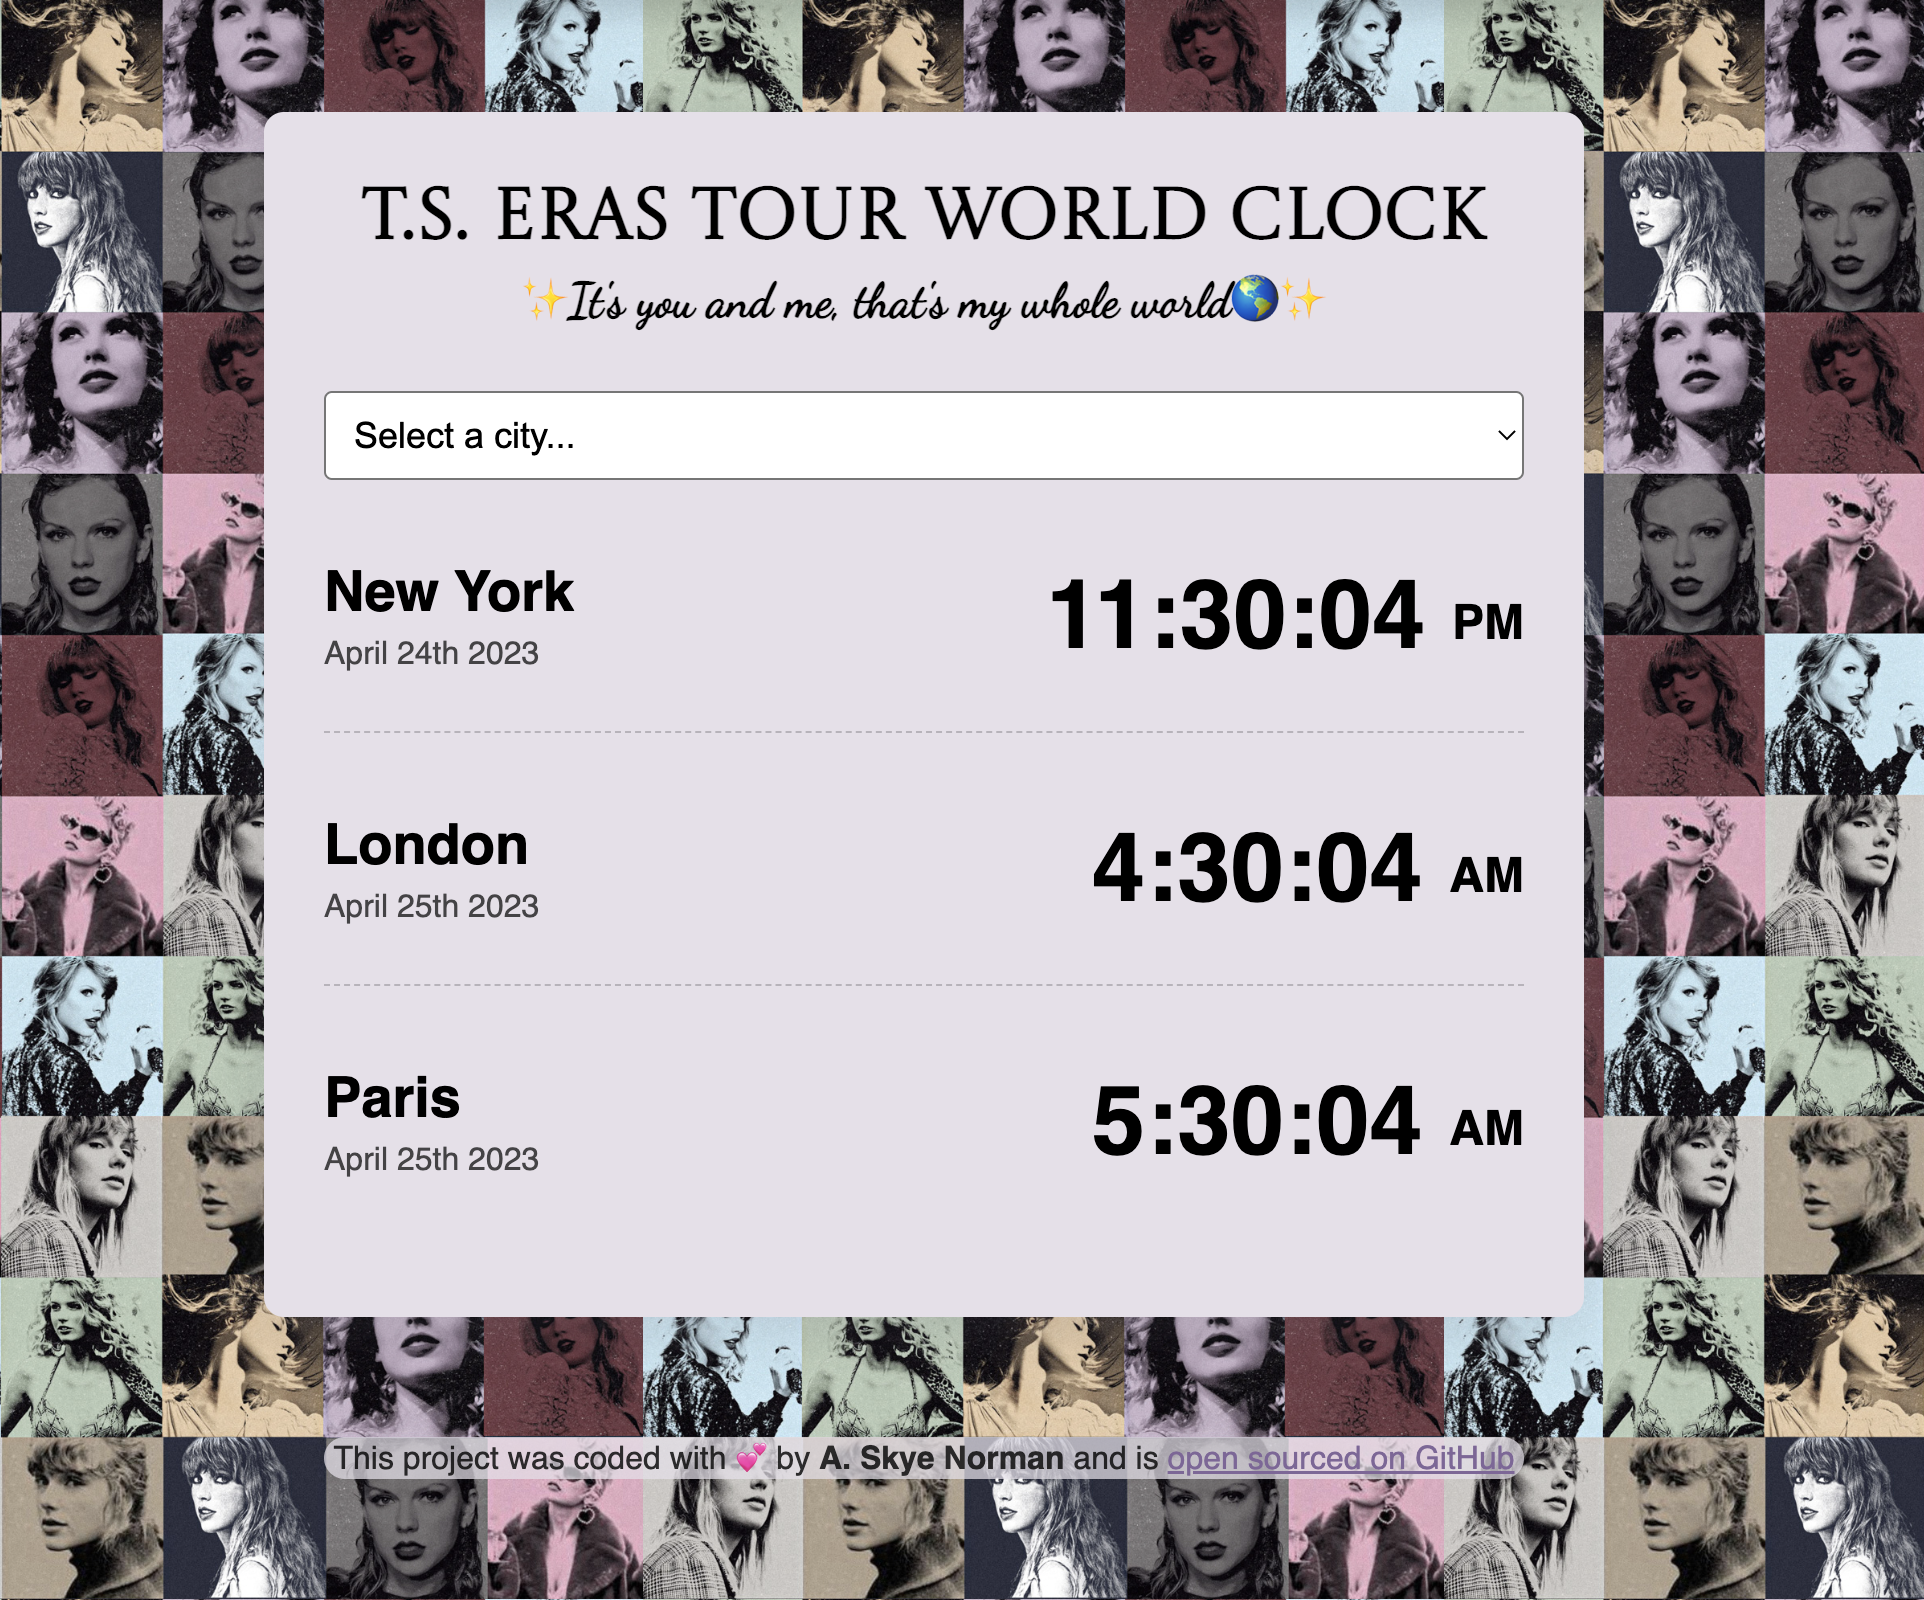 T.S. ERAS TOUR WORLD CLOCK
✨It's you and me, that's my whole world🌎✨
Select a city...
New York
11:30:04 PM
April 24th 2023
London
4:30:04 AM
April 25th 2023
Paris
5:30:04 AM
April 25th 2023
This project was coded with 💕 by A. Skye Norman and is open sourced on GitHub